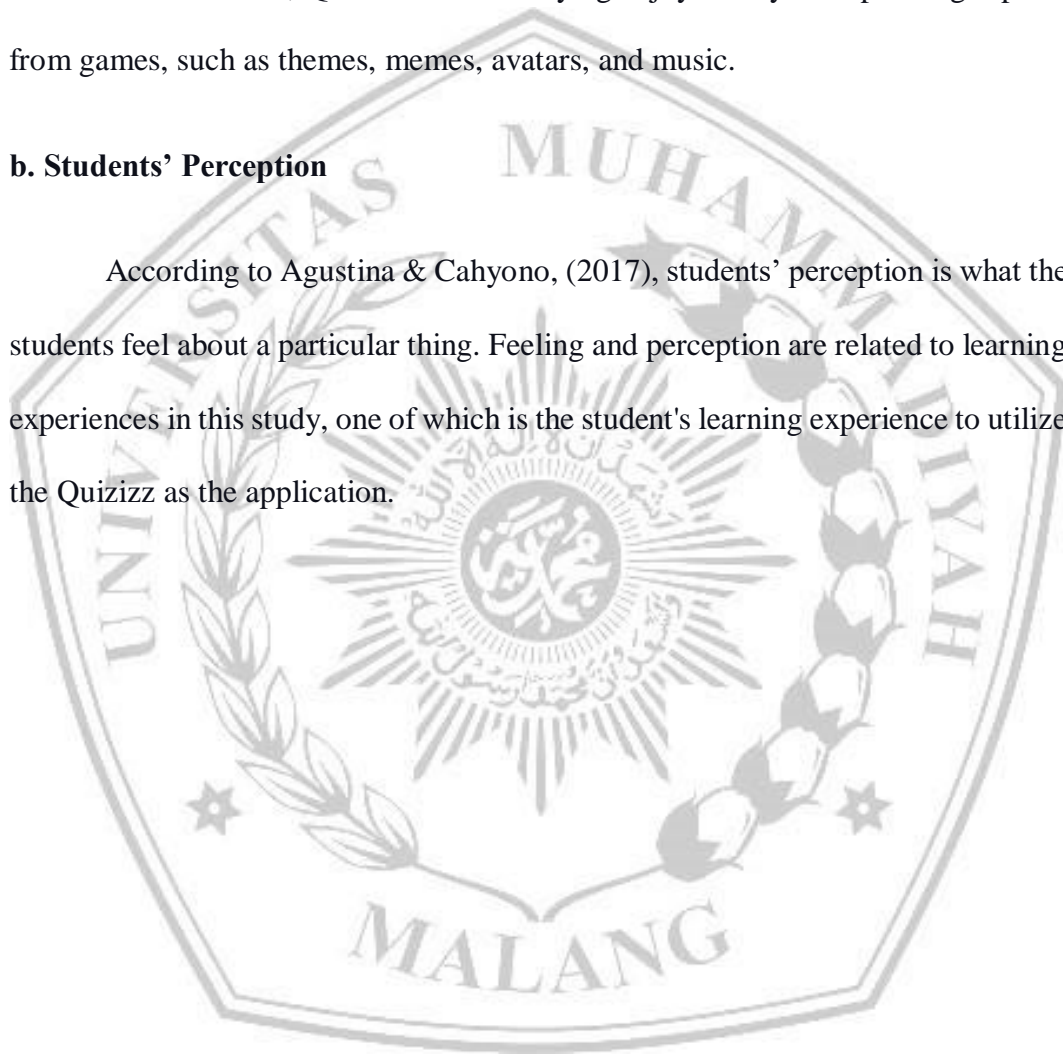 from games, such as themes, memes, avatars, and music.
b. Students’ Perception
According to Agustina & Cahyono, (2017), students’ perception is what the
students feel about a particular thing. Feeling and perception are related to learning
experiences in this study, one of which is the student's learning experience to utilize
the Quizizz as the application.
UNIVERSITAS MUHAMMADIYAH
MALANG